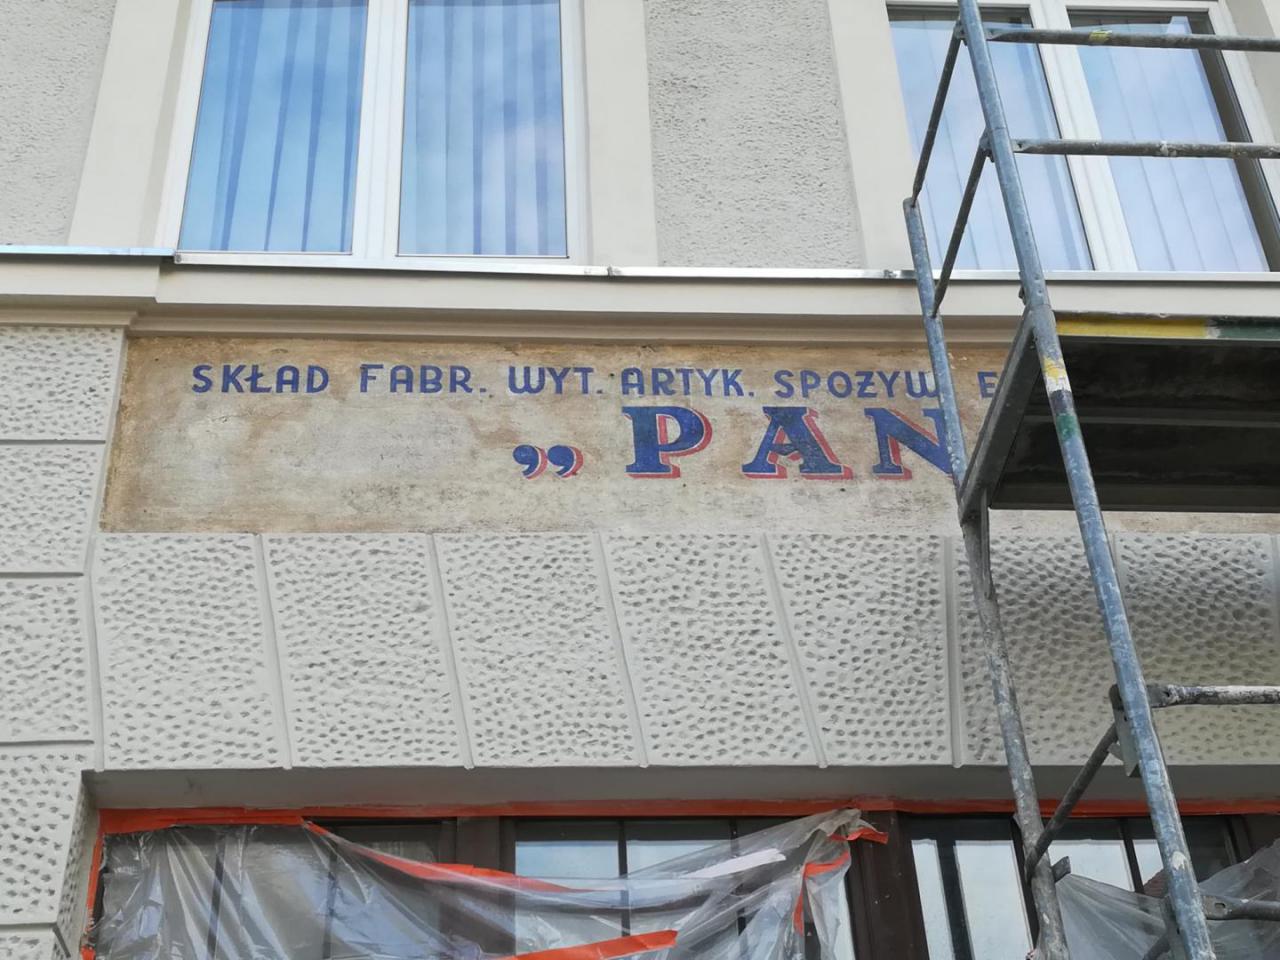 SKŁAD FABR. WYT. ARTYK. SPOŻYW
„ PAN